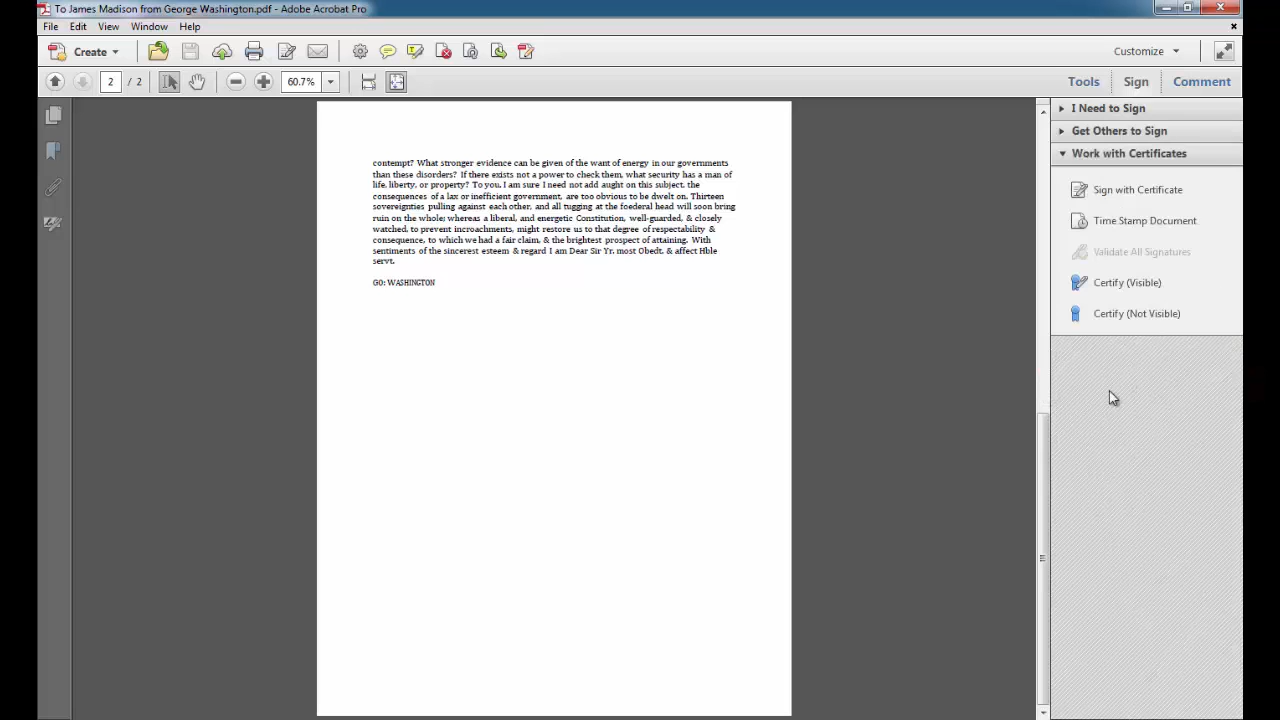 To James Madison from George Washington.pdf - Adobe Acrobat Pro
File Edit View Window Help
Create
Customize
2 / 2
60.7%
Tools Sign Comment
I Need to Sign
Get Others to Sign
Work with Certificates
Sign with Certificate
Time Stamp Document
Validate All Signatures
Certify (Visible)
Certify (Not Visible)
contempt? What stronger evidence can be given of the want of energy in our governments
than these disorders? If there exists not a power to check them, what security has a man of
life, liberty, or property? To you, I am sure I need not add aught on this subject, the
consequences of a lax or inefficient government, are too obvious to be dwelt on. Thirteen
sovereignties pulling against each other, and all tugging at the foederal head will soon bring
ruin on the whole; whereas a liberal, and energetic Constitution, well-guarded, & closely
watched, to prevent incroachments, might restore us to that degree of respectability &
consequence, to which we had a fair claim, & the brightest prospect of attaining. With
sentiments of the sincerest esteem & regard I am Dear Sir Yr. most Obedt. & affect Hble
servt.
GO: WASHINGTON